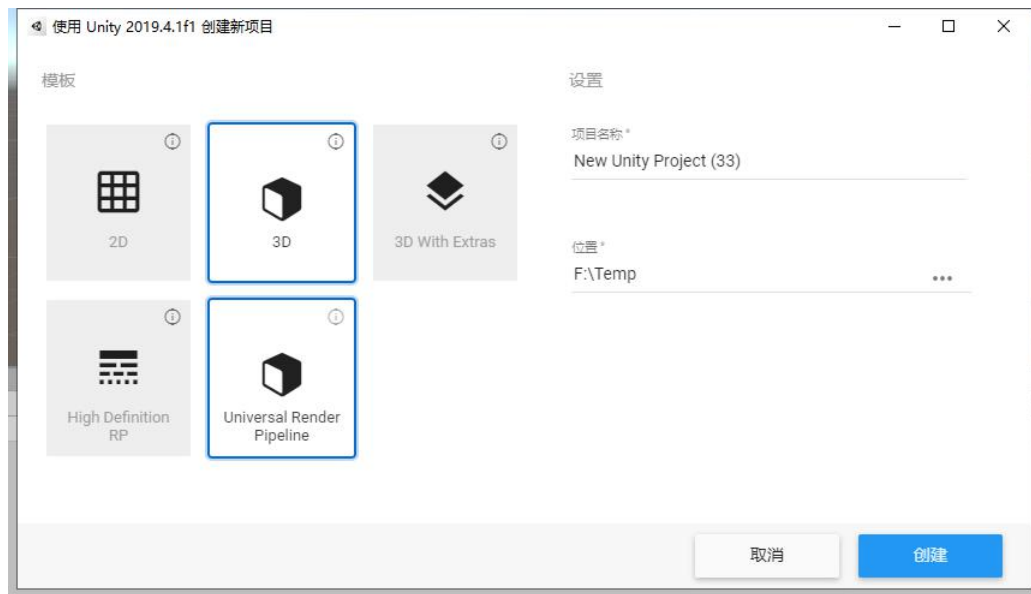 使用 Unity 2019.4.1f1 创建新项目
模板
设置
2D
3D
3D With Extras
High Definition
RP
Universal Render
Pipeline
项目名称*
New Unity Project (33)
位置*
F:\Temp
取消
创建